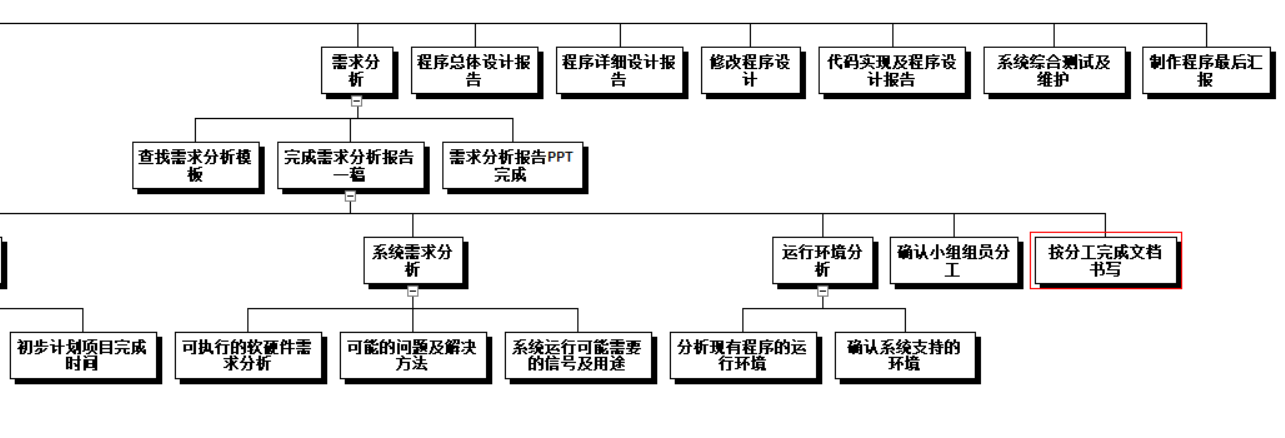 需求分
析
程序总体设计报
告
程序详细设计报
告
修改程序设
计
代码实现及程序设
计报告
系统综合测试及
维护
制作程序最后汇
报
查找需求分析模
板
完成需求分析报告
一稿
需求分析报告PPT
完成
系统需求分
析
运行环境分
析
确认小组组员分
工
按分工完成文档
书写
初步计划项目完成
时间
可执行的软硬件需
求分析
可能的问题及解决
方法
系统运行可能需要
的信号及用途
分析现有程序的运
行环境
确认系统支持的
环境